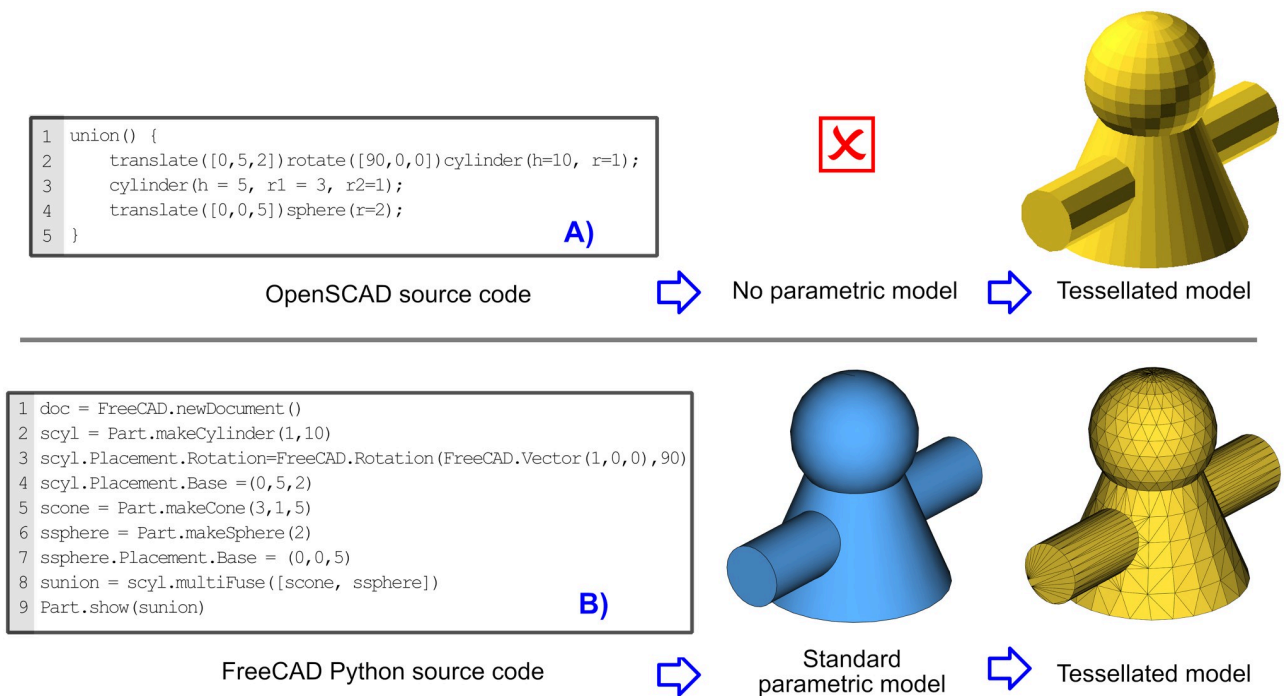 1 union() {
2 translate([0,5,2])rotate([90,0,0])cylinder(h=10, r=1);
3 cylinder(h = 5, r1 = 3, r2=1);
4 translate([0,0,5])sphere(r=2);
5 }
A)
OpenSCAD source code
No parametric model
Tessellated model
1 doc = FreeCAD.newDocument()
2 scyl = Part.makeCylinder(1,10)
3 scyl.Placement.Rotation=FreeCAD.Rotation(FreeCAD.Vector(1,0,0),90)
4 scyl.Placement.Base =(0,5,2)
5 scone = Part.makeCone(3,1,5)
6 ssphere = Part.makeSphere(2)
7 ssphere.Placement.Base = (0,0,5)
8 sunion = scyl.multiFuse([scone, ssphere])
9 Part.show(sunion)
B)
FreeCAD Python source code
Standard
parametric model
Tessellated model